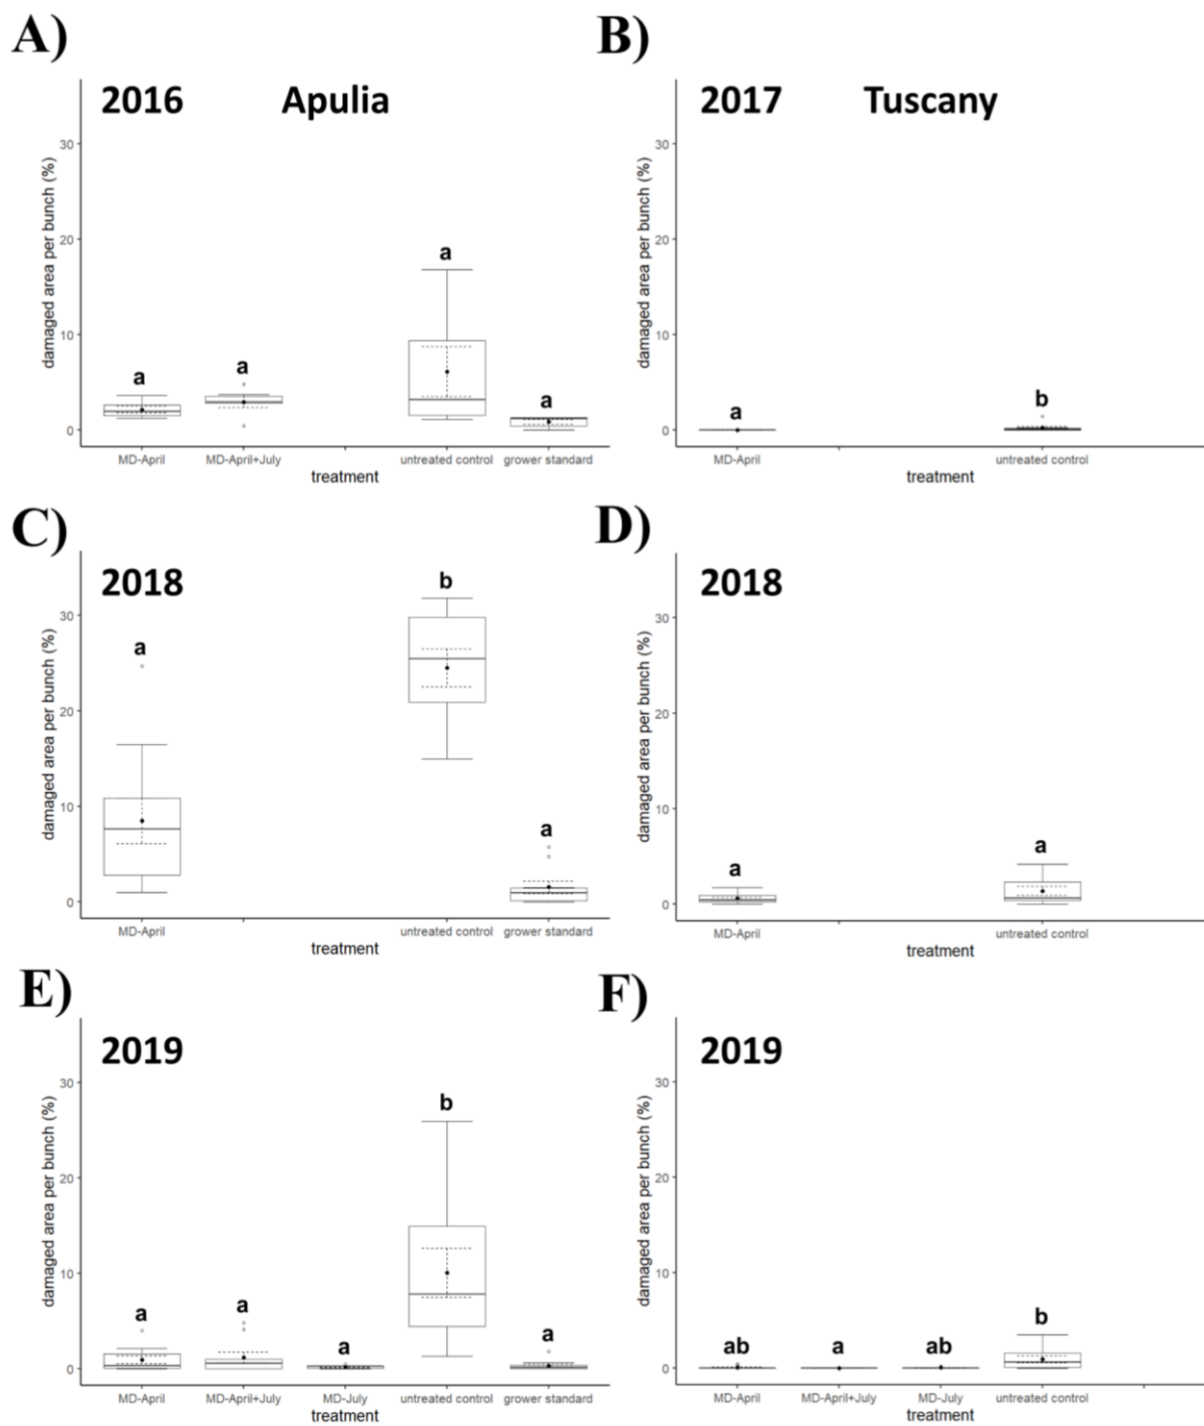 A)
2016 Apulia
damaged area per bunch (%)
30
20
10
0
a
a
a
a
MD-April MD-April+July untreated control grower standard
treatment
B)
2017 Tuscany
damaged area per bunch (%)
30
20
10
0
a
b
MD-April untreated control
treatment
C)
2018
damaged area per bunch (%)
30
20
10
0
a
b
a
MD-April untreated control grower standard
treatment
D)
2018
damaged area per bunch (%)
30
20
10
0
a
a
MD-April untreated control
treatment
E)
2019
damaged area per bunch (%)
30
20
10
0
a
a
a
b
a
MD-April MD-April+July MD-July untreated control grower standard
treatment
F)
2019
damaged area per bunch (%)
30
20
10
0
ab
a
ab
b
MD-April MD-April+July MD-July untreated control
treatment